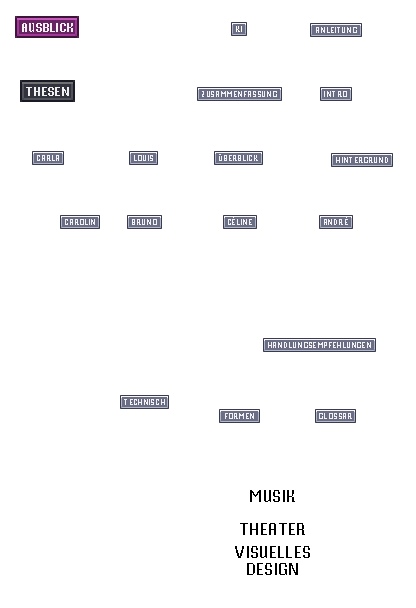 AUSBLICK
KI
ANLEITUNG
THESEN
ZUSAMMENFASSUNG
INTRO
CARLA
LOUIS
ÜBERBLICK
HINTERGRUND
CAROLIN
BRUNO
CÉLINE
ANDRÉ
HANDLUNGSEMPFEHLUNGEN
TECHNISCH
FORMEN
GLOSSAR
MUSIK
THEATER
VISUELLES
DESIGN